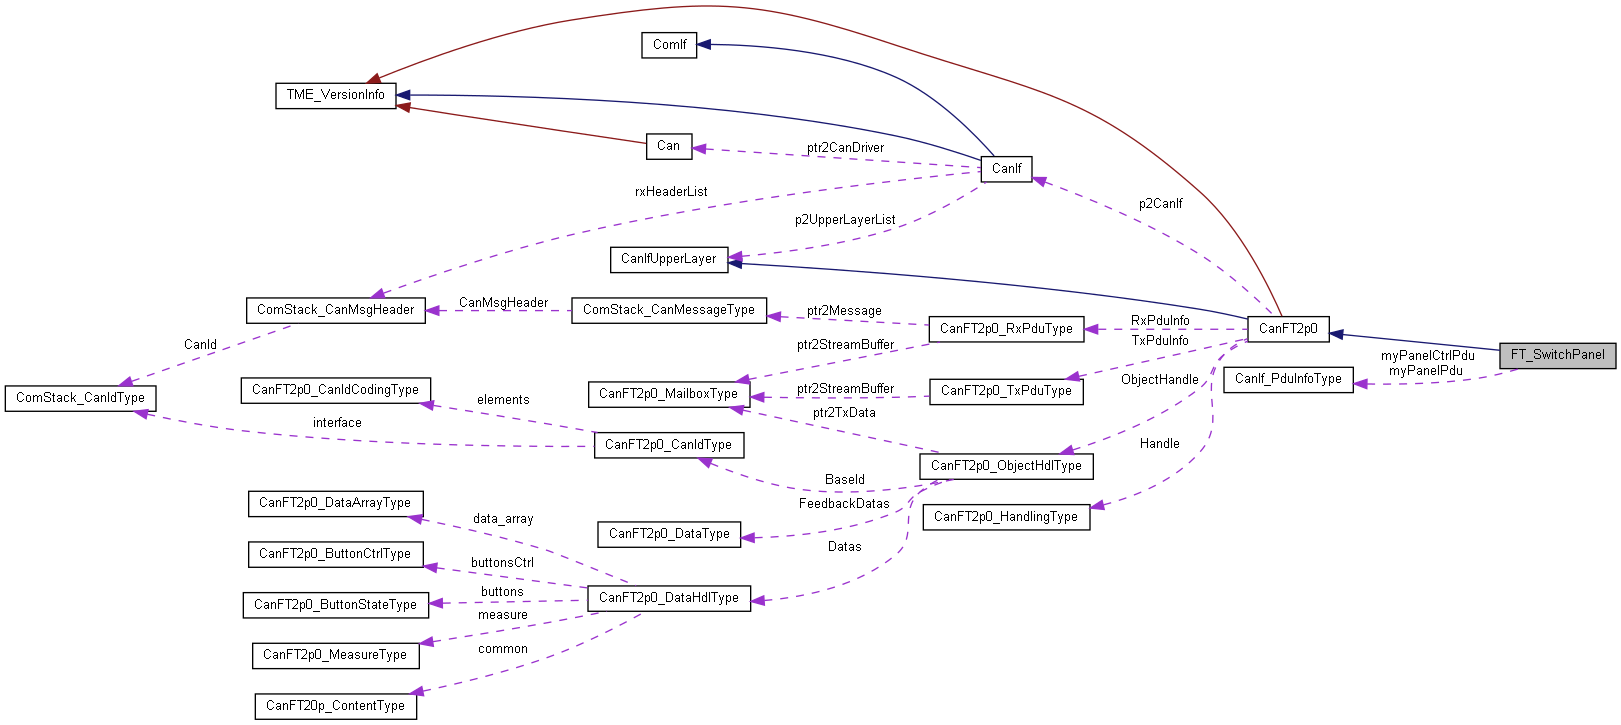 ComIf
TME_VersionInfo
Can
ptr2CanDriver
CanIf
rxHeaderList
p2CanIf
p2UpperLayerList
CanIfUpperLayer
ComStack_CanMsgHeader
CanMsgHeader
ComStack_CanMessageType
ptr2Message
CanFT2p0_RxPduType
RxPduInfo
CanFT2p0
TxPduInfo
CanId
ptr2StreamBuffer
FT_SwitchPanel
myPanelCtrlPdu
myPanelPdu
ObjectHandle
CanIf_PduInfoType
ComStack_CanIdType
CanFT2p0_CanIdCodingType
elements
CanFT2p0_MailboxType
ptr2StreamBuffer
CanFT2p0_TxPduType
ptr2TxData
interface
CanFT2p0_CanIdType
Handle
CanFT2p0_ObjectHdlType
BaseId
CanFT2p0_DataArrayType
FeedbackDatas
data_array
CanFT2p0_HandlingType
CanFT2p0_DataType
Datas
CanFT2p0_ButtonCtrlType
buttonsCtrl
buttons
CanFT2p0_DataHdlType
CanFT2p0_ButtonStateType
measure
CanFT2p0_MeasureType
common
CanFT20p_ContentType